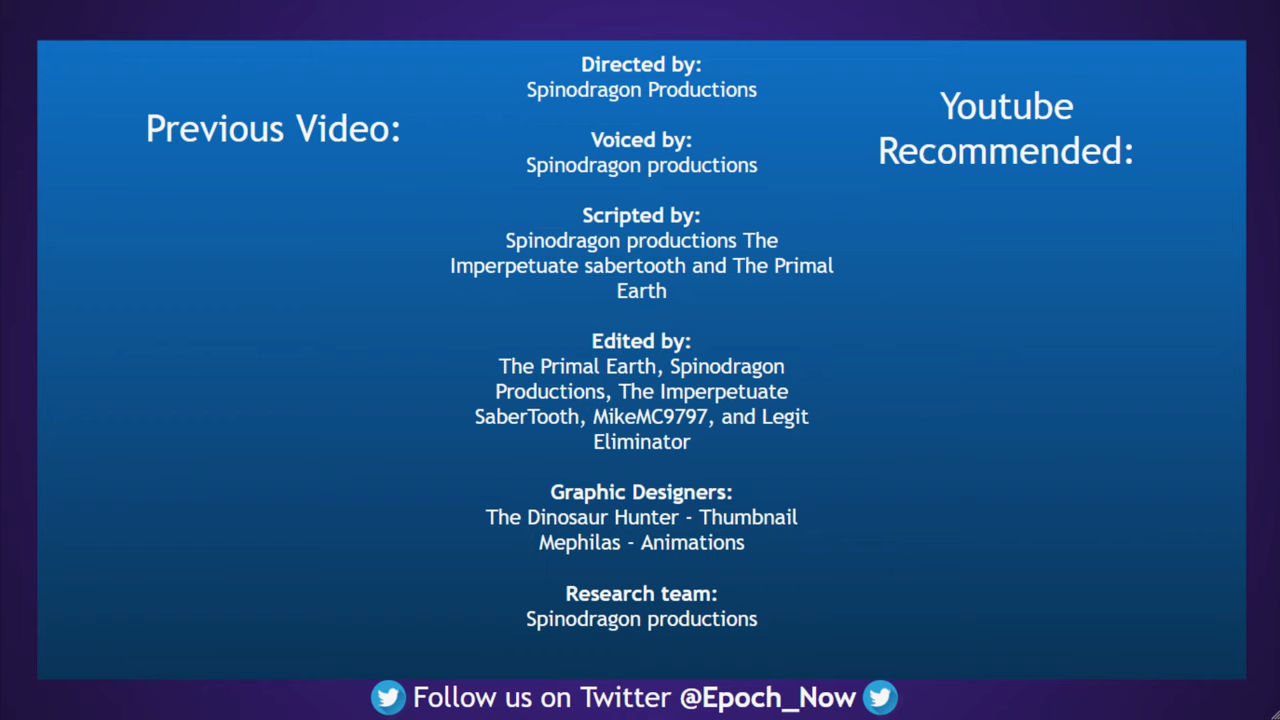 Previous Video:
Directed by:
Spinodragon Productions
Voiced by:
Spinodragon productions
Scripted by:
Spinodragon productions The
Imperpetuate sabertooth and The Primal
Earth
Edited by:
The Primal Earth, Spinodragon
Productions, The Imperpetuate
SaberTooth, MikeMC9797, and Legit
Eliminator
Graphic Designers:
The Dinosaur Hunter - Thumbnail
Mephilas - Animations
Research team:
Spinodragon productions
Youtube
Recommended:
Follow us on Twitter @Epoch_Now